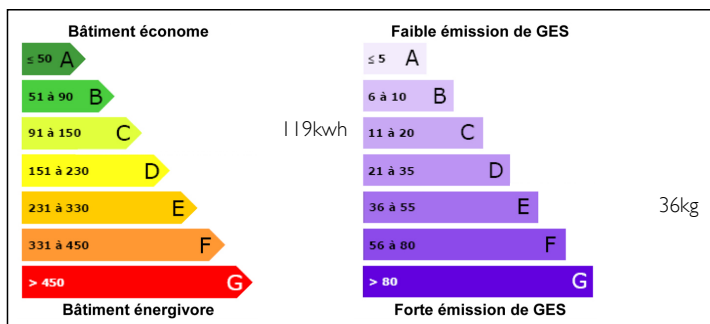 Bâtiment économe
≤ 50 A
51 à 90 B
91 à 150 C
119kwh
151 à 230 D
231 à 330 E
331 à 450 F
> 450 G
Bâtiment énergivore
Faible émission de GES
≤ 5 A
6 à 10 B
11 à 20 C
21 à 35 D
36 à 55 E
36kg
56 à 80 F
> 80 G
Forte émission de GES